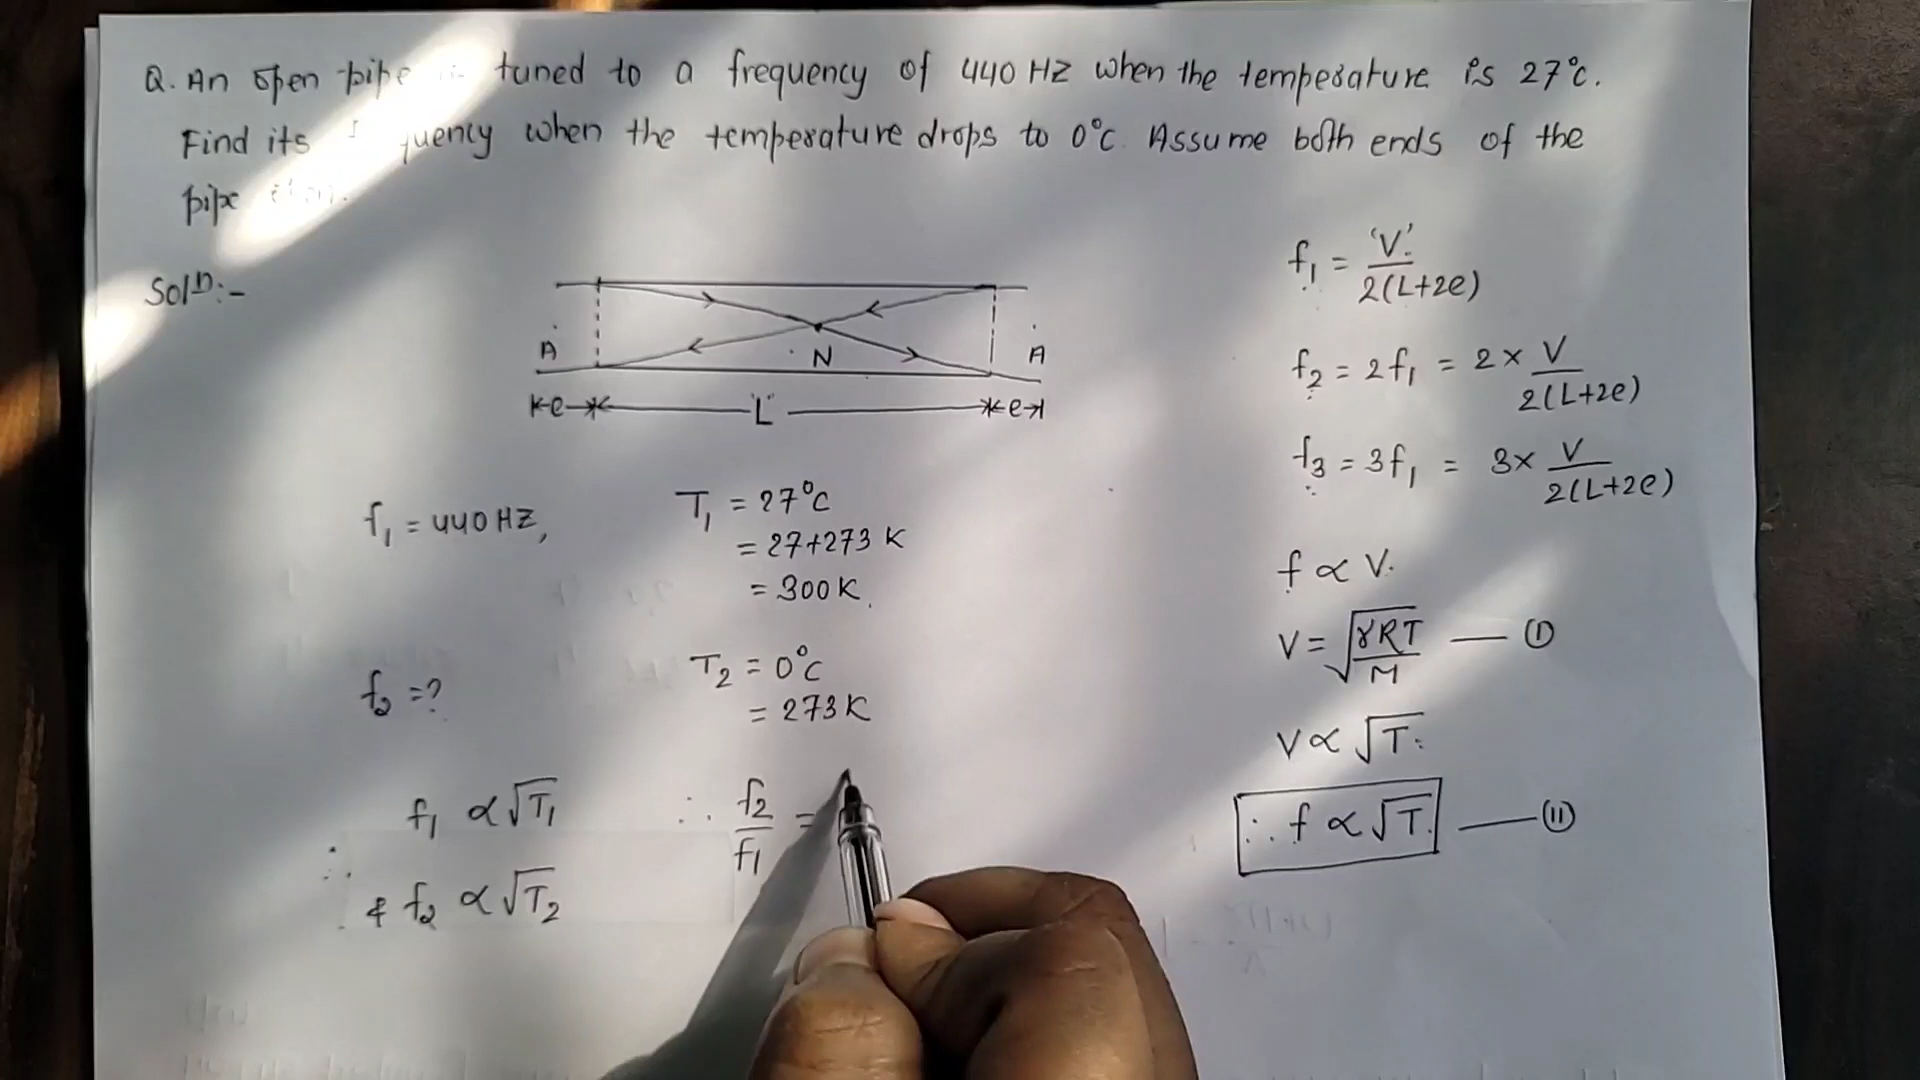 Q. An open pipe tuned to a frequency of 440 HZ when the temperature is 27°C.
Find its when the temperature drops to 0°C. Assume both ends of the
pipe
Solⁿ:-
A N A
e L e
f₁ = 440 HZ,
T₁ = 27°C
= 27+273 K
= 300 K.
f₂ = ?
T₂ = 0°C
= 273 K
∴ f₁ ∝ √T₁
& f₂ ∝ √T₂
∴ f₂/f₁ =
f₁ = 'V'/2(L+2e)
f₂ = 2f₁ = 2 × V/2(L+2e)
f₃ = 3f₁ = 3× V/2(L+2e)
f ∝ V.
V = √γRT/M — (I)
V ∝ √T.
∴ f ∝ √T. — (II)